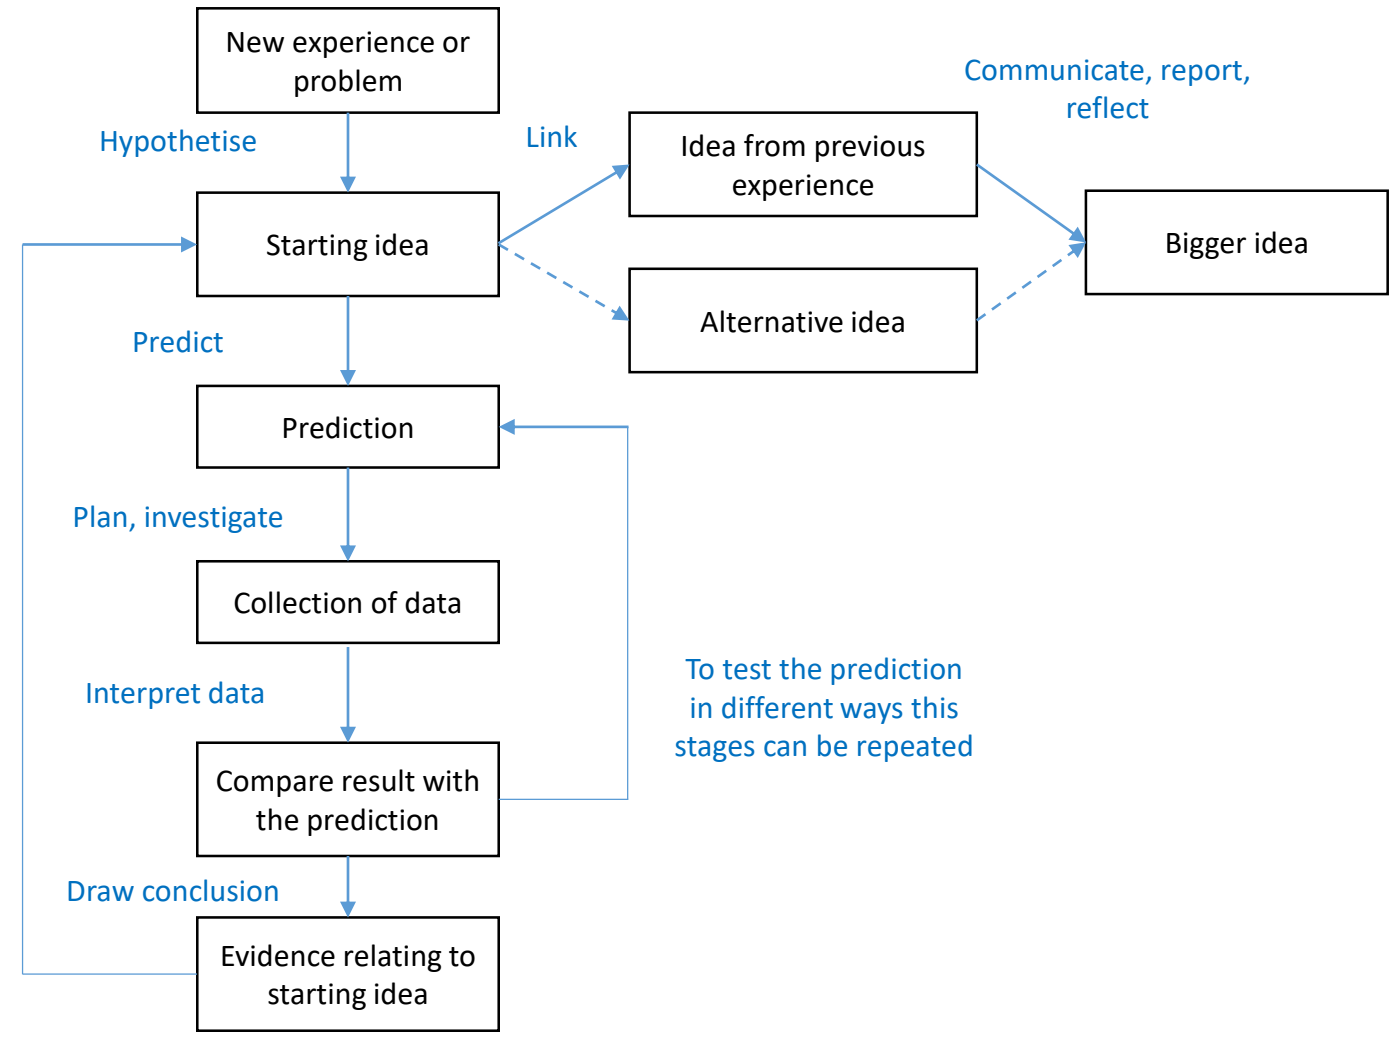 New experience or
problem
Communicate, report,
reflect
Hypothetise
Link
Idea from previous
experience
Starting idea
Bigger idea
Alternative idea
Predict
Prediction
Plan, investigate
Collection of data
Interpret data
To test the prediction
in different ways this
stages can be repeated
Compare result with
the prediction
Draw conclusion
Evidence relating to
starting idea